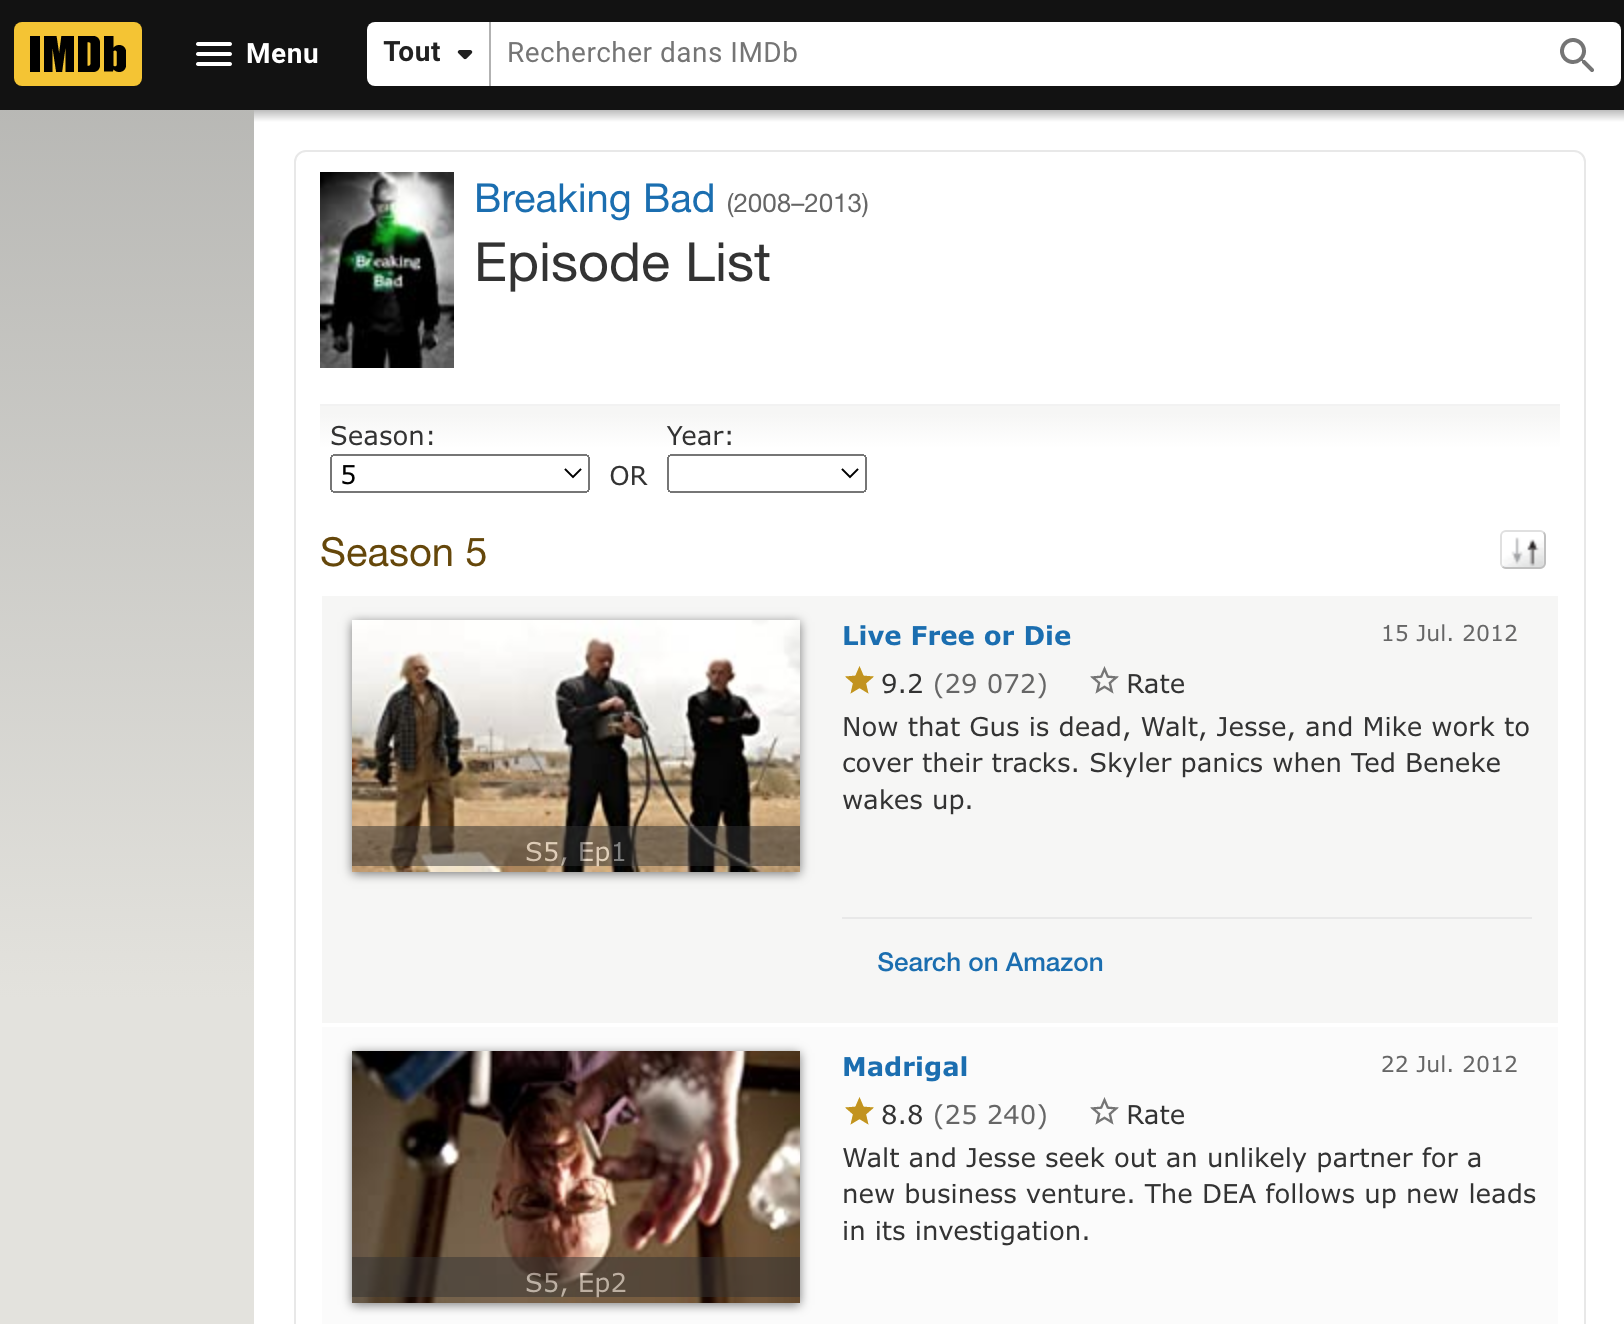 IMDb
Menu
Tout
Rechercher dans IMDb
Breaking Bad (2008–2013)
Episode List
Breaking
Bad
Season:
Year:
5
OR
Season 5
Live Free or Die
15 Jul. 2012
9.2 (29 072)
Rate
Now that Gus is dead, Walt, Jesse, and Mike work to
cover their tracks. Skyler panics when Ted Beneke
wakes up.
S5, Ep1
Search on Amazon
Madrigal
22 Jul. 2012
8.8 (25 240)
Rate
Walt and Jesse seek out an unlikely partner for a
new business venture. The DEA follows up new leads
in its investigation.
S5, Ep2